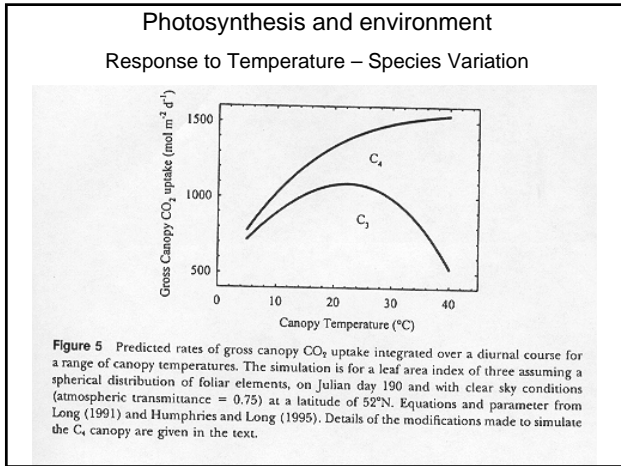 Photosynthesis and environment
Response to Temperature – Species Variation
Gross Canopy CO₂ uptake (mol m⁻² d⁻¹)
1500
1000
500
C₄
C₃
0 10 20 30 40
Canopy Temperature (°C)
Figure 5 Predicted rates of gross canopy CO₂ uptake integrated over a diurnal course for
a range of canopy temperatures. The simulation is for a leaf area index of three assuming a
spherical distribution of foliar elements, on Julian day 190 and with clear sky conditions
(atmospheric transmittance = 0.75) at a latitude of 52°N. Equations and parameter from
Long (1991) and Humphries and Long (1995). Details of the modifications made to simulate
the C₄ canopy are given in the text.